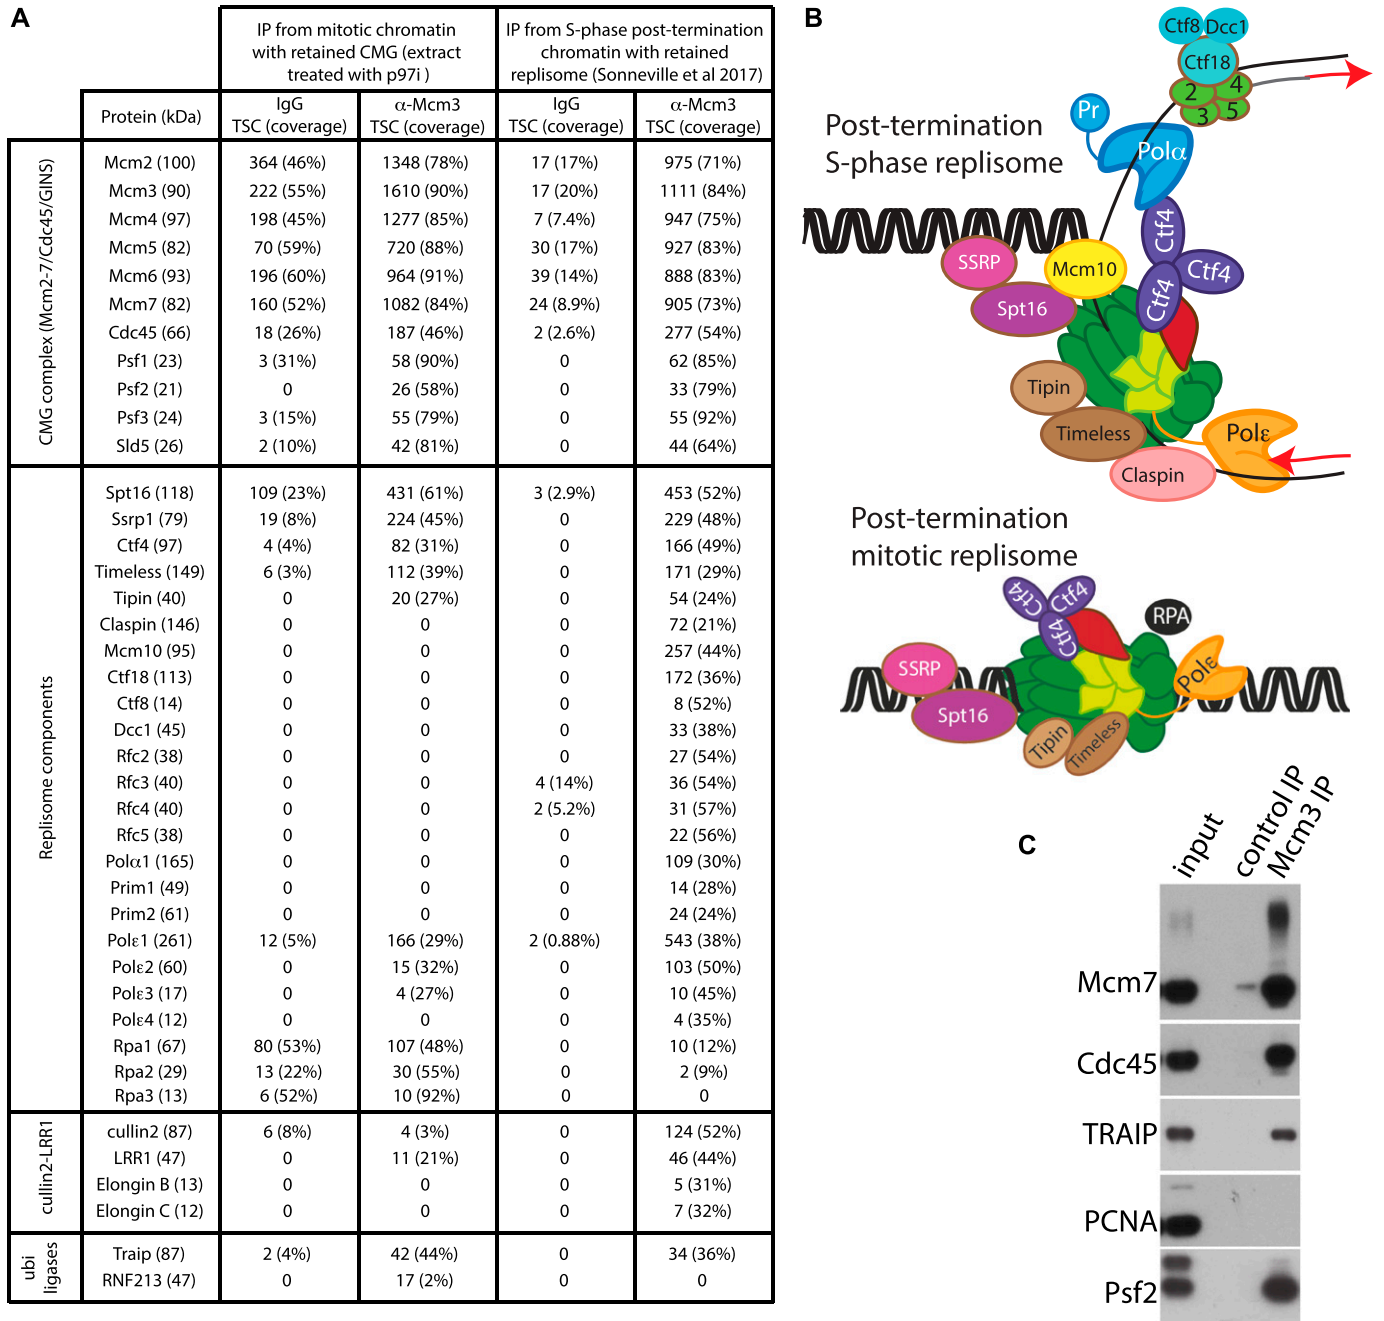 A
IP from mitotic chromatin
with retained CMG (extract
treated with p97i )
IP from S-phase post-termination
chromatin with retained
replisome (Sonneville et al 2017)
Protein (kDa)
IgG
TSC (coverage)
α-Mcm3
TSC (coverage)
IgG
TSC (coverage)
α-Mcm3
TSC (coverage)
CMG complex (Mcm2-7/Cdc45/GINS)
Mcm2 (100) 364 (46%) 1348 (78%) 17 (17%) 975 (71%)
Mcm3 (90) 222 (55%) 1610 (90%) 17 (20%) 1111 (84%)
Mcm4 (97) 198 (45%) 1277 (85%) 7 (7.4%) 947 (75%)
Mcm5 (82) 70 (59%) 720 (88%) 30 (17%) 927 (83%)
Mcm6 (93) 196 (60%) 964 (91%) 39 (14%) 888 (83%)
Mcm7 (82) 160 (52%) 1082 (84%) 24 (8.9%) 905 (73%)
Cdc45 (66) 18 (26%) 187 (46%) 2 (2.6%) 277 (54%)
Psf1 (23) 3 (31%) 58 (90%) 0 62 (85%)
Psf2 (21) 0 26 (58%) 0 33 (79%)
Psf3 (24) 3 (15%) 55 (79%) 0 55 (92%)
Sld5 (26) 2 (10%) 42 (81%) 0 44 (64%)
Replisome components
Spt16 (118) 109 (23%) 431 (61%) 3 (2.9%) 453 (52%)
Ssrp1 (79) 19 (8%) 224 (45%) 0 229 (48%)
Ctf4 (97) 4 (4%) 82 (31%) 0 166 (49%)
Timeless (149) 6 (3%) 112 (39%) 0 171 (29%)
Tipin (40) 0 20 (27%) 0 54 (24%)
Claspin (146) 0 0 0 72 (21%)
Mcm10 (95) 0 0 0 257 (44%)
Ctf18 (113) 0 0 0 172 (36%)
Ctf8 (14) 0 0 0 8 (52%)
Dcc1 (45) 0 0 0 33 (38%)
Rfc2 (38) 0 0 0 27 (54%)
Rfc3 (40) 0 0 4 (14%) 36 (54%)
Rfc4 (40) 0 0 2 (5.2%) 31 (57%)
Rfc5 (38) 0 0 0 22 (56%)
Polα1 (165) 0 0 0 109 (30%)
Prim1 (49) 0 0 0 14 (28%)
Prim2 (61) 0 0 0 24 (24%)
Polε1 (261) 12 (5%) 166 (29%) 2 (0.88%) 543 (38%)
Polε2 (60) 0 15 (32%) 0 103 (50%)
Polε3 (17) 0 4 (27%) 0 10 (45%)
Polε4 (12) 0 0 0 4 (35%)
Rpa1 (67) 80 (53%) 107 (48%) 0 10 (12%)
Rpa2 (29) 13 (22%) 30 (55%) 0 2 (9%)
Rpa3 (13) 6 (52%) 10 (92%) 0 0
cullin2-LRR1
cullin2 (87) 6 (8%) 4 (3%) 0 124 (52%)
LRR1 (47) 0 11 (21%) 0 46 (44%)
Elongin B (13) 0 0 0 5 (31%)
Elongin C (12) 0 0 0 7 (32%)
ubi
ligases
Traip (87) 2 (4%) 42 (44%) 0 34 (36%)
RNF213 (47) 0 17 (2%) 0 0
B
Ctf8 Dcc1
Ctf18
2 4
3 5
Pr
Post-termination
S-phase replisome
Polα
Ctf4
Ctf4
Ctf4
SSRP
Mcm10
Spt16
Tipin
Timeless
Polε
Claspin
Post-termination
mitotic replisome
Ctf4
Ctf4
Ctf4
RPA
SSRP
Polε
Spt16
Tipin
Timeless
C
input
control IP
Mcm3 IP
Mcm7
Cdc45
TRAIP
PCNA
Psf2